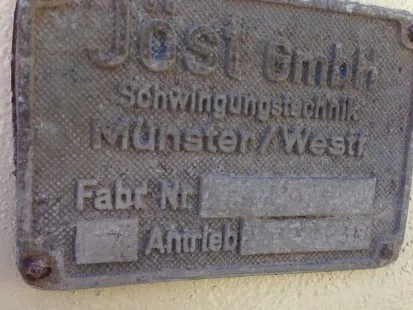 Jöst GmbH
Schwingungstechnik
Münster/Westf
Fabr Nr
Antrieb